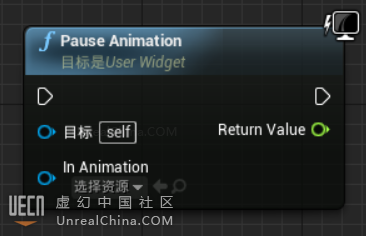 f Pause Animation
目标是User Widget
目标 self
Return Value
In Animation
选择资源
UECN 虚幻中国社区
UnrealChina.COM